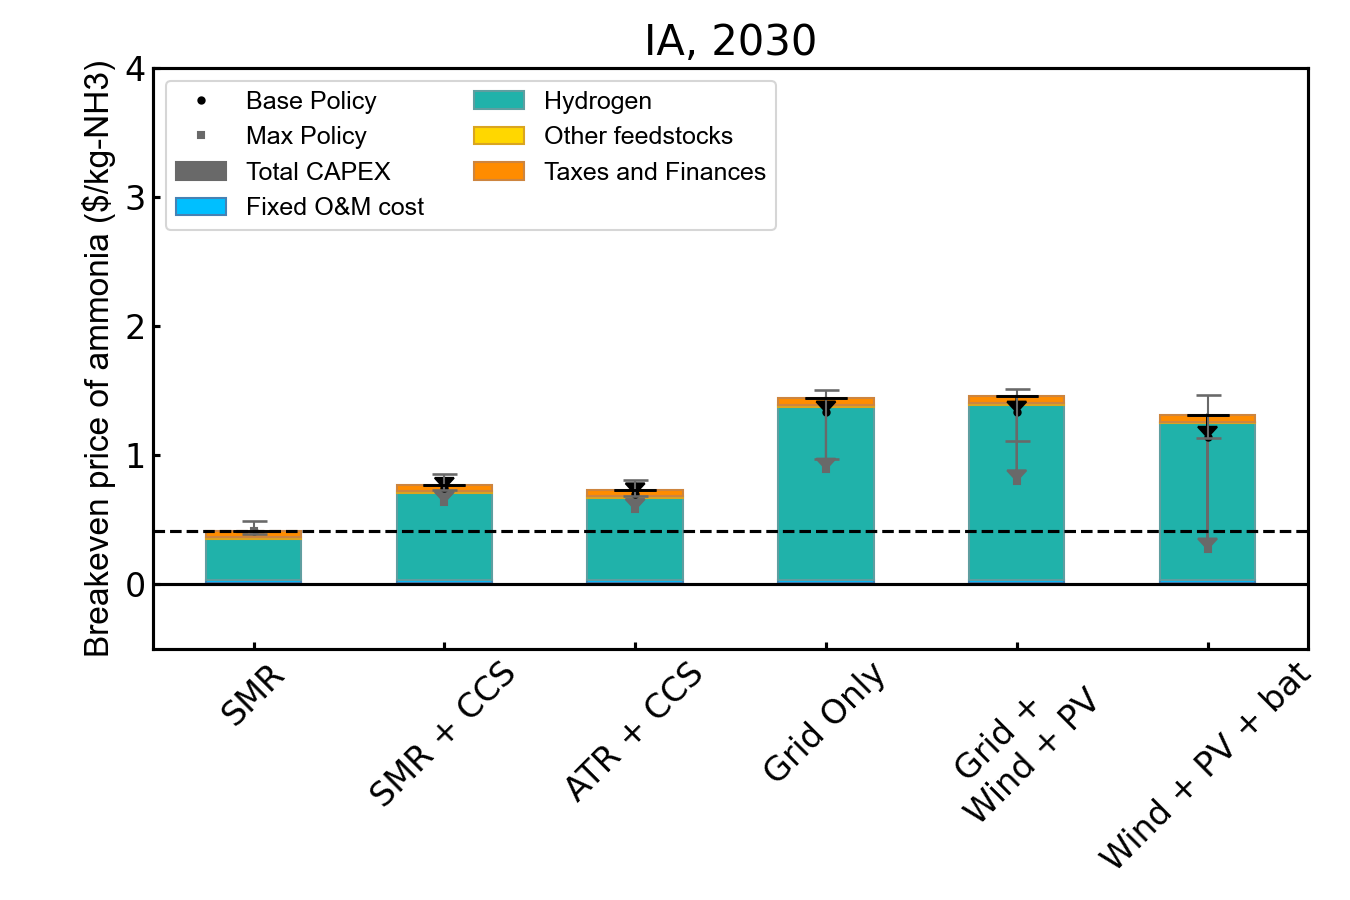 IA, 2030
Breakeven price of ammonia ($/kg-NH3)
4
3
2
1
0
Base Policy
Max Policy
Total CAPEX
Fixed O&M cost
Hydrogen
Other feedstocks
Taxes and Finances
SMR
SMR + CCS
ATR + CCS
Grid Only
Grid +
Wind + PV
Wind + PV + bat